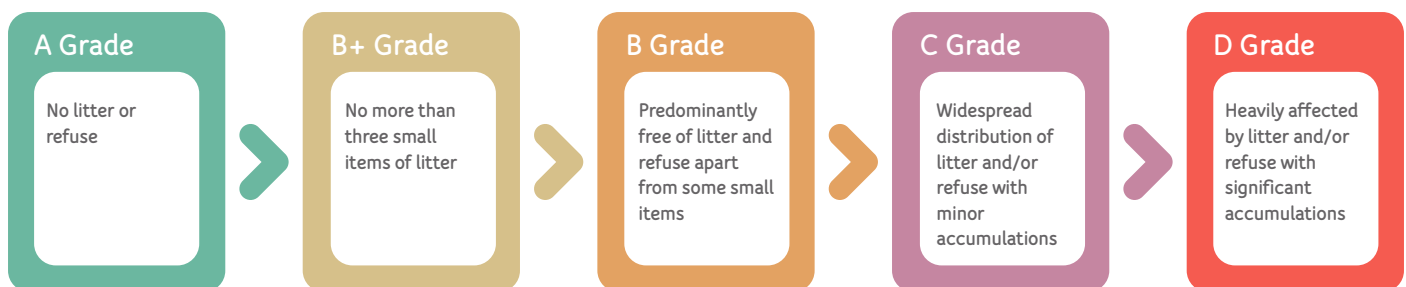 A Grade
No litter or
refuse
B+ Grade
No more than
three small
items of litter
B Grade
Predominantly
free of litter and
refuse apart
from some small
items
C Grade
Widespread
distribution of
litter and/or
refuse with
minor
accumulations
D Grade
Heavily affected
by litter and/or
refuse with
significant
accumulations